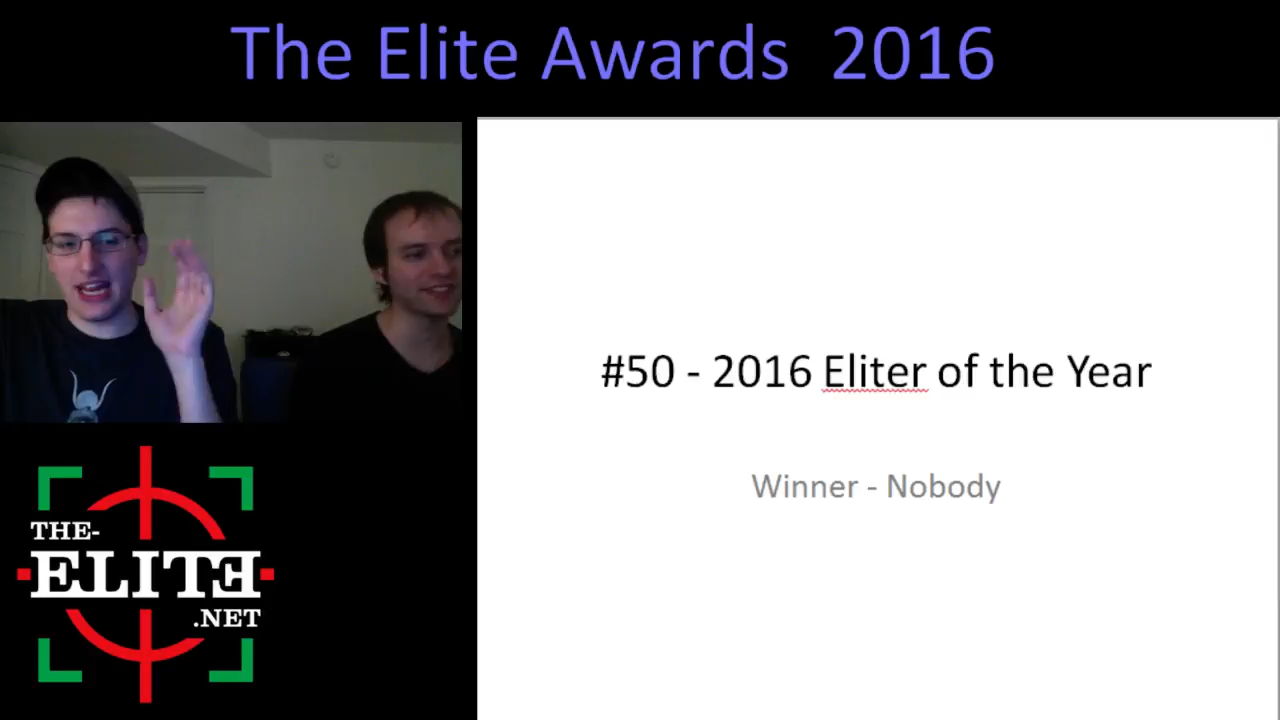 The Elite Awards 2016
#50 - 2016 Eliter of the Year
Winner - Nobody
THE-
ELITE
.NET